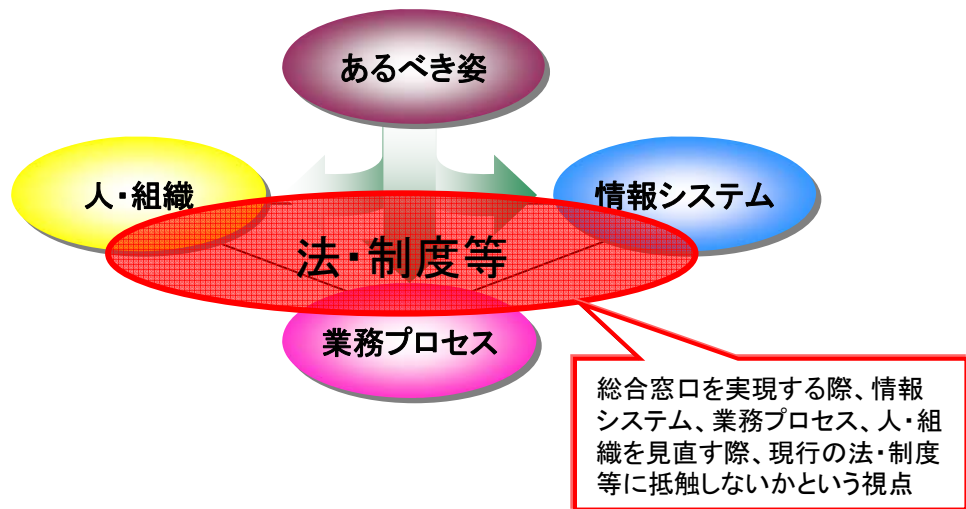 あるべき姿
人・組織
情報システム
法・制度等
業務プロセス
総合窓口を実現する際、情報
システム、業務プロセス、人・組
織を見直す際、現行の法・制度
等に抵触しないかという視点